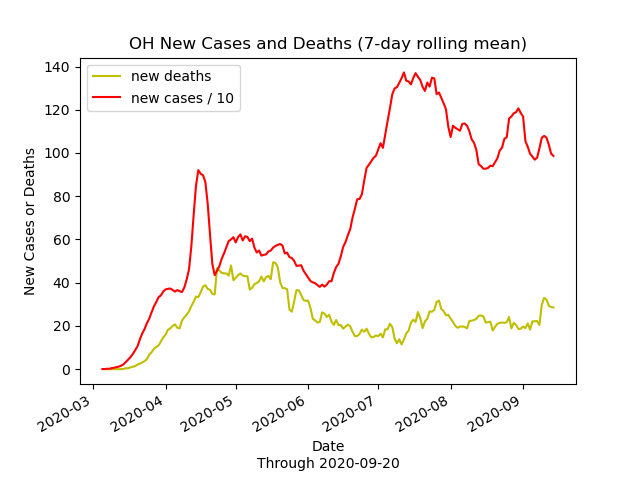 OH New Cases and Deaths (7-day rolling mean)
new deaths
new cases / 10
New Cases or Deaths
140
120
100
80
60
40
20
0
2020-03
2020-04
2020-05
2020-06
2020-07
2020-08
2020-09
Date
Through 2020-09-20